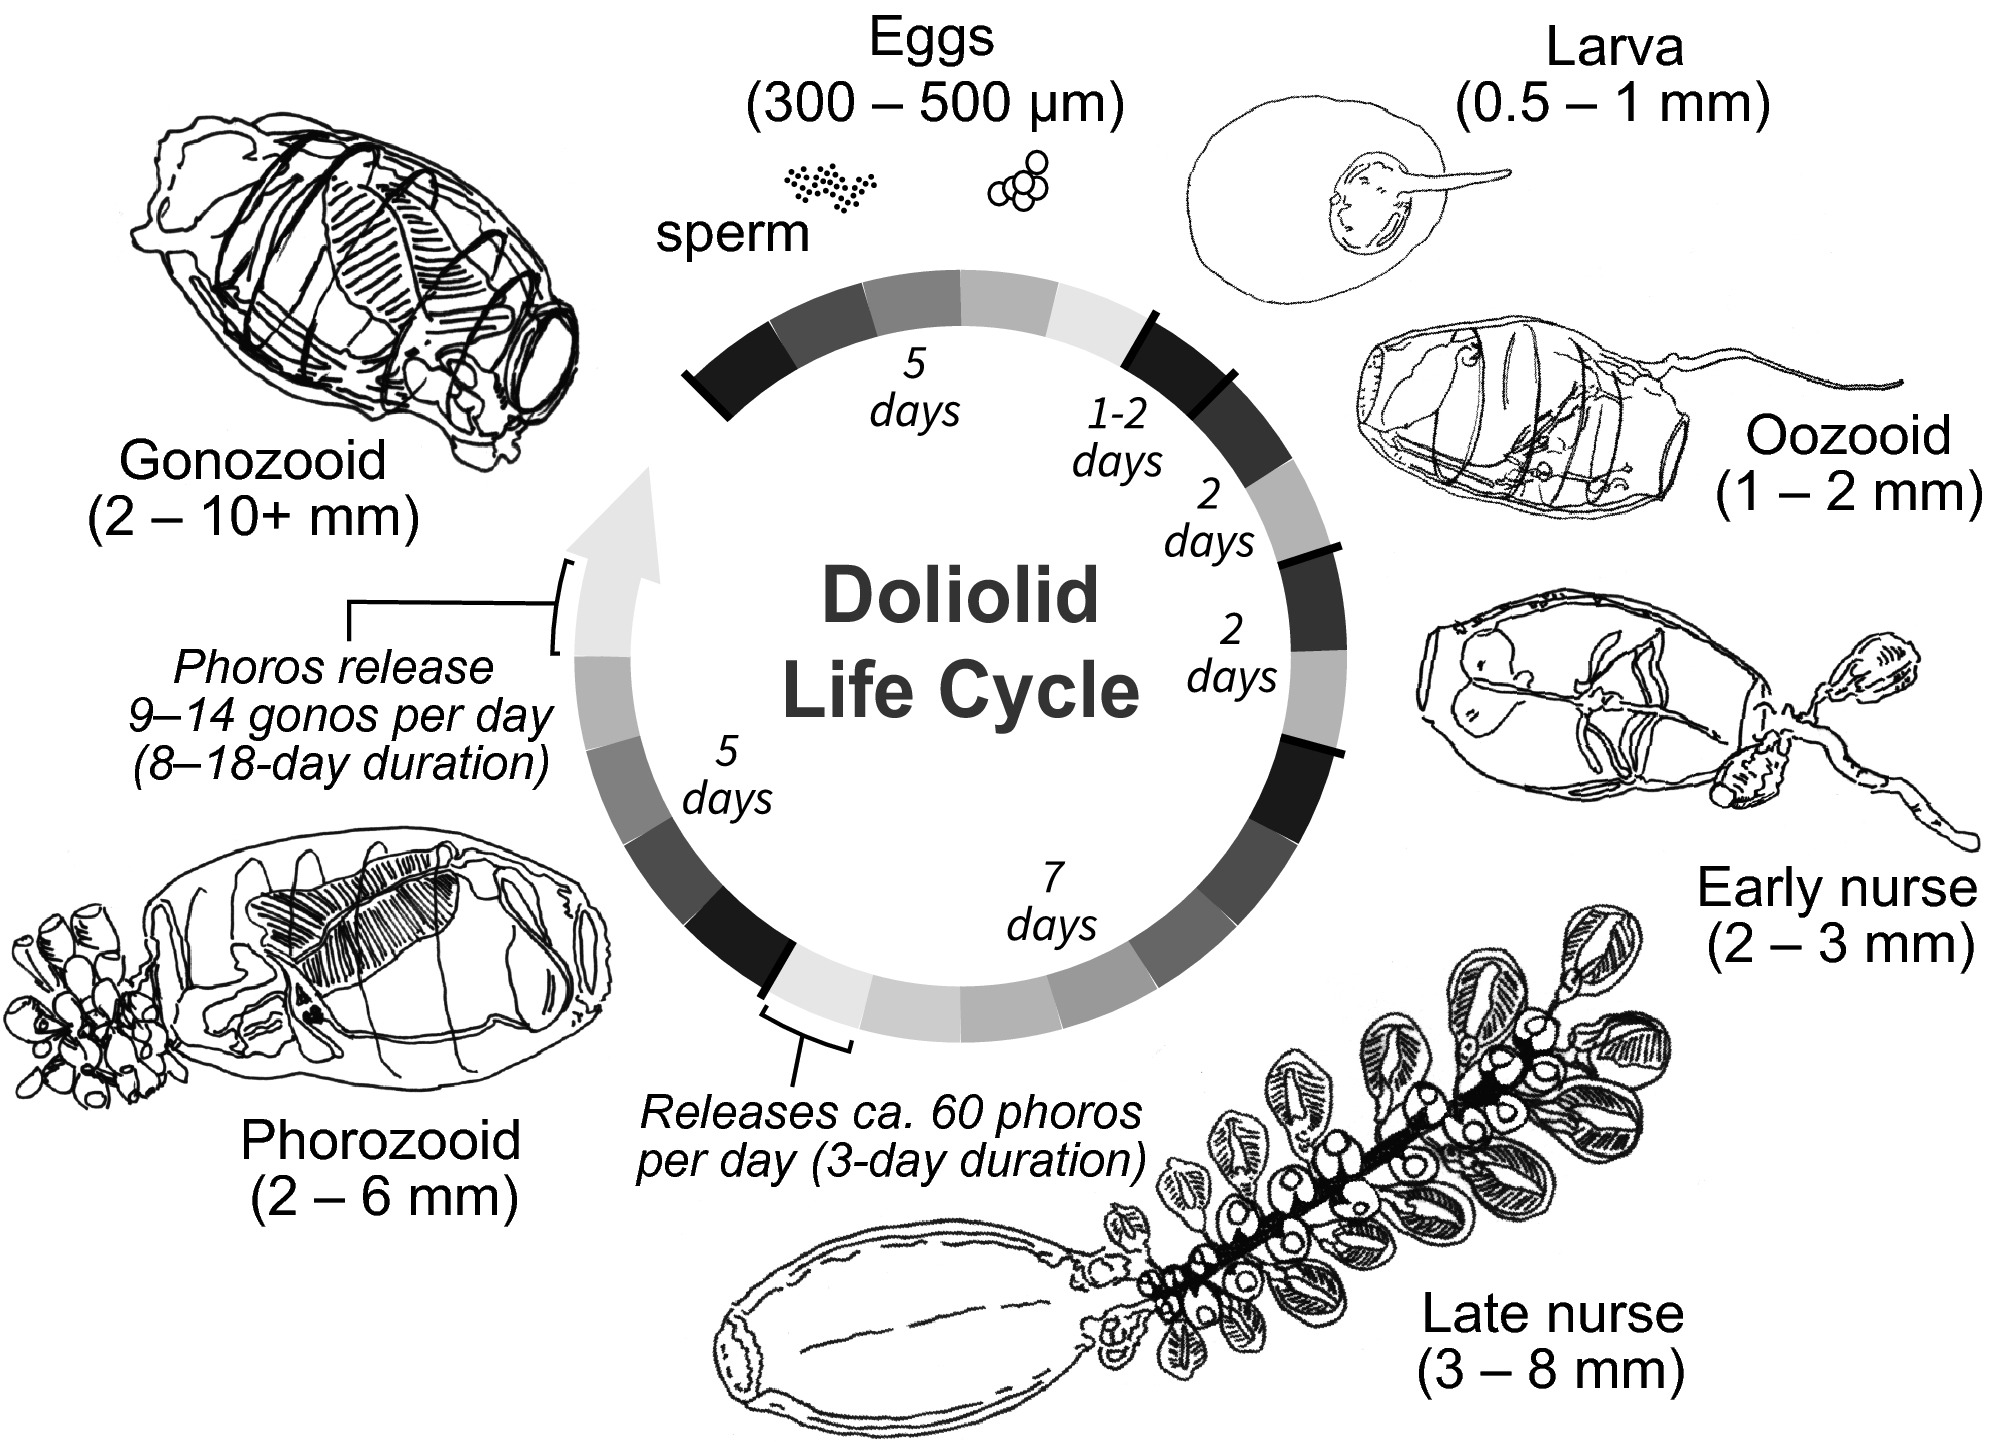 Eggs
(300 – 500 µm)
sperm
Larva
(0.5 – 1 mm)
Oozooid
(1 – 2 mm)
Early nurse
(2 – 3 mm)
Late nurse
(3 – 8 mm)
Releases ca. 60 phoros
per day (3-day duration)
Phorozooid
(2 – 6 mm)
Phoros release
9–14 gonos per day
(8–18-day duration)
Gonozooid
(2 – 10+ mm)
5
days
1-2
days
2
days
2
days
7
days
5
days
Doliolid
Life Cycle